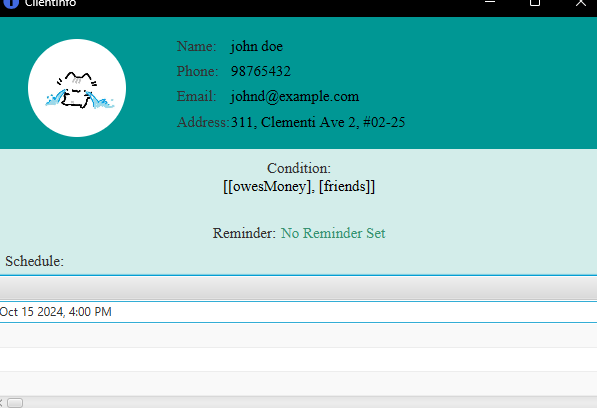 ClientInfo
Name: john doe
Phone: 98765432
Email: johnd@example.com
Address: 311, Clementi Ave 2, #02-25
Condition:
[[owesMoney], [friends]]
Reminder: No Reminder Set
Schedule:
Oct 15 2024, 4:00 PM